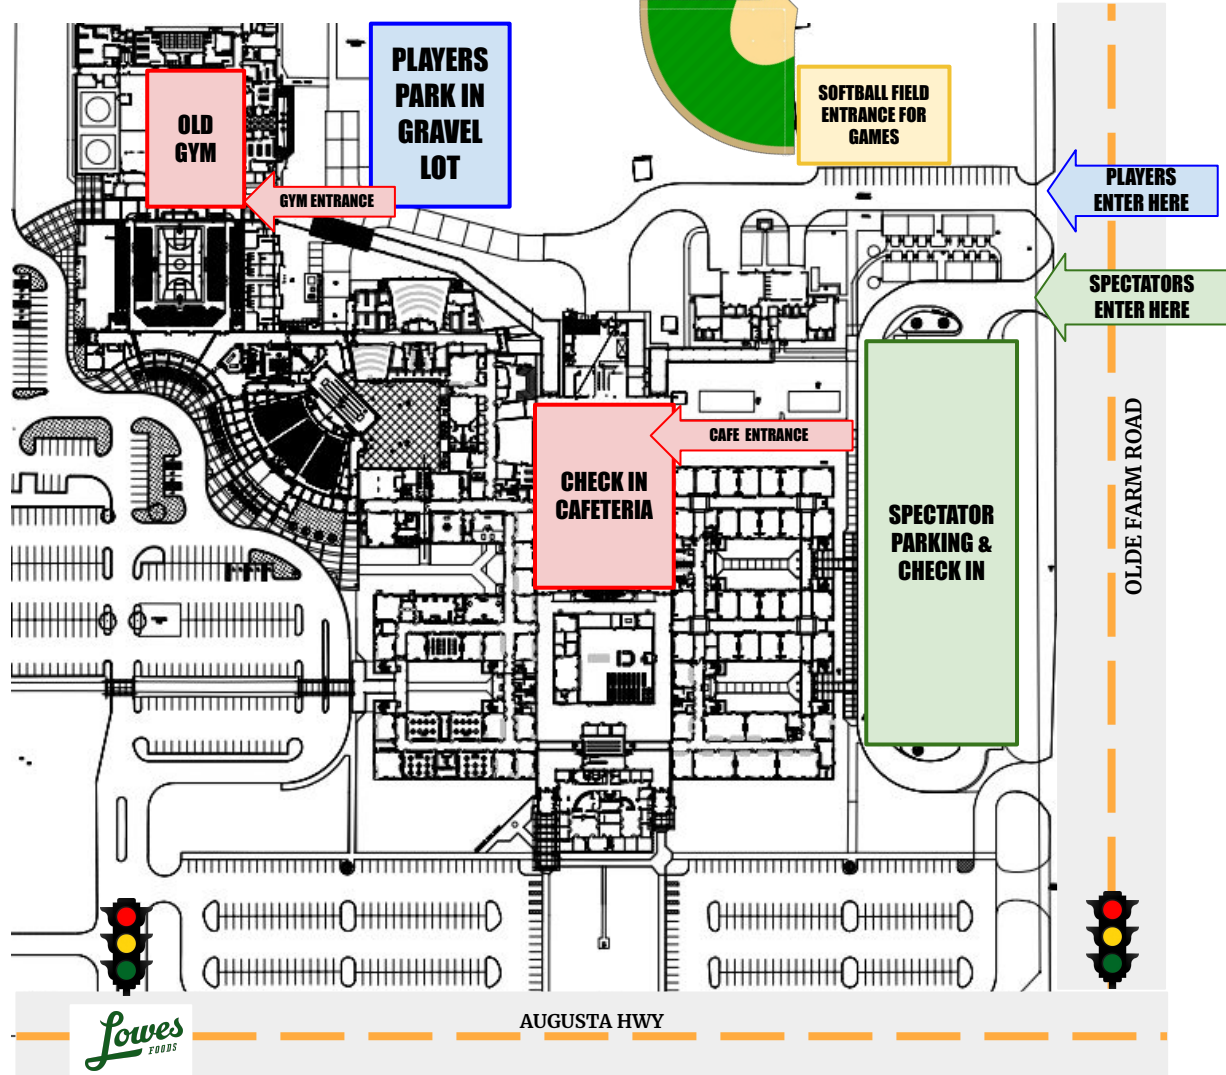 PLAYERS
PARK IN
GRAVEL
LOT
OLD
GYM
GYM ENTRANCE
SOFTBALL FIELD
ENTRANCE FOR
GAMES
PLAYERS
ENTER HERE
SPECTATORS
ENTER HERE
CAFE ENTRANCE
CHECK IN
CAFETERIA
SPECTATOR
PARKING &
CHECK IN
OLDE FARM ROAD
AUGUSTA HWY
Lowes
FOODS